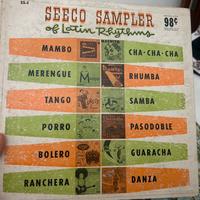 SEECO SAMPLER
of Latin Rhythms
98¢
MAMBO CHA-CHA-CHA
MERENGUE RHUMBA
TANGO SAMBA
PORRO PASODOBLE
BOLERO GUARACHA
RANCHERA DANZA